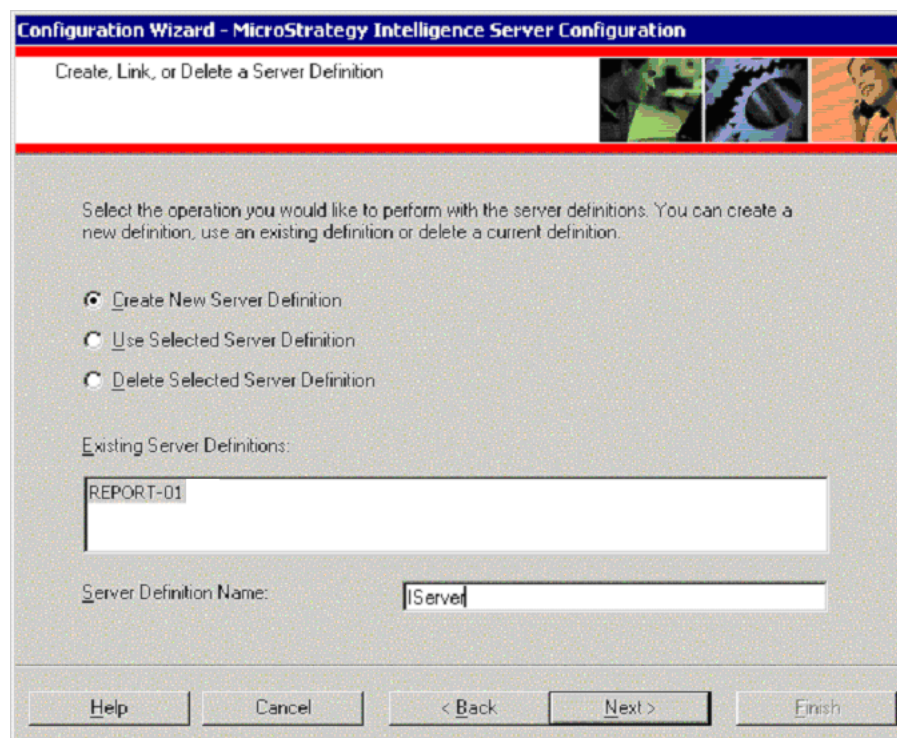 Configuration Wizard - MicroStrategy Intelligence Server Configuration
Create, Link, or Delete a Server Definition
Select the operation you would like to perform with the server definitions. You can create a
new definition, use an existing definition or delete a current definition.
Create New Server Definition
Use Selected Server Definition
Delete Selected Server Definition
Existing Server Definitions:
REPORT-01
Server Definition Name:
IServer
Help
Cancel
< Back
Next >
Finish